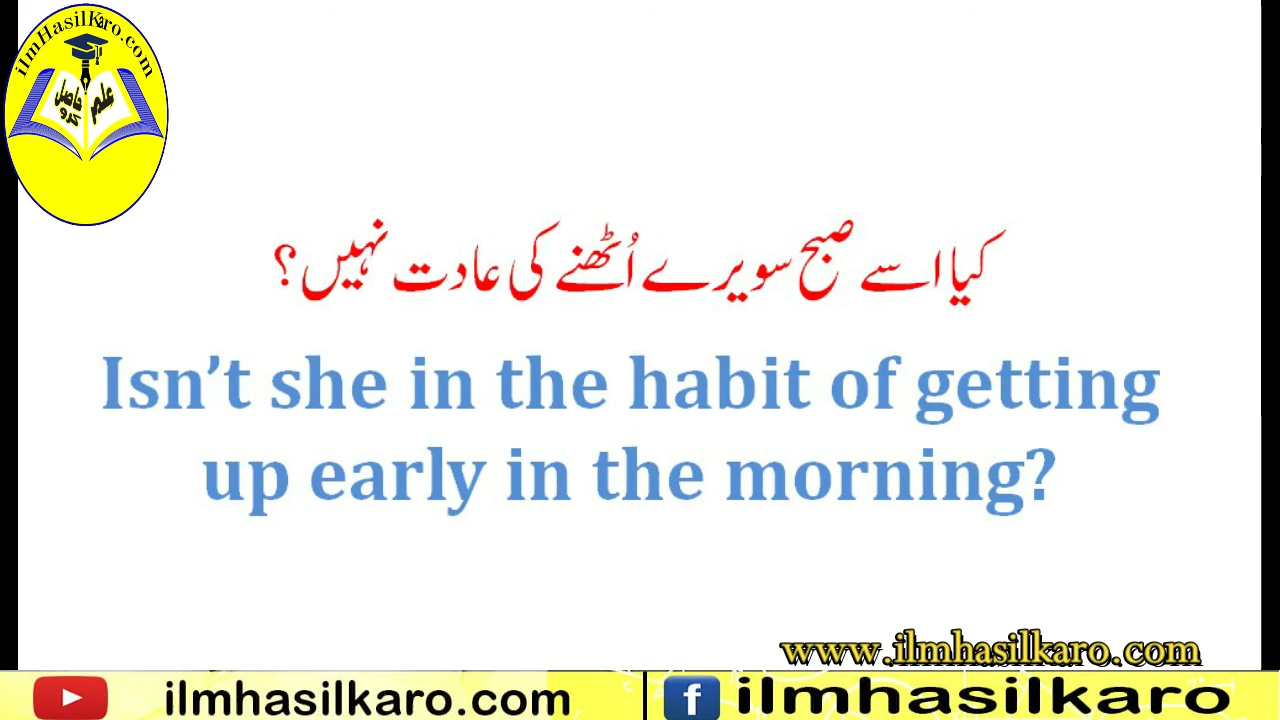 ilmHasilKaro.com
علم حاصل کرو
کیا اسے صبح سویرے اُٹھنے کی عادت نہیں؟
Isn’t she in the habit of getting
up early in the morning?
www.ilmhasilkaro.com
ilmhasilkaro.com
ilmhasilkaro